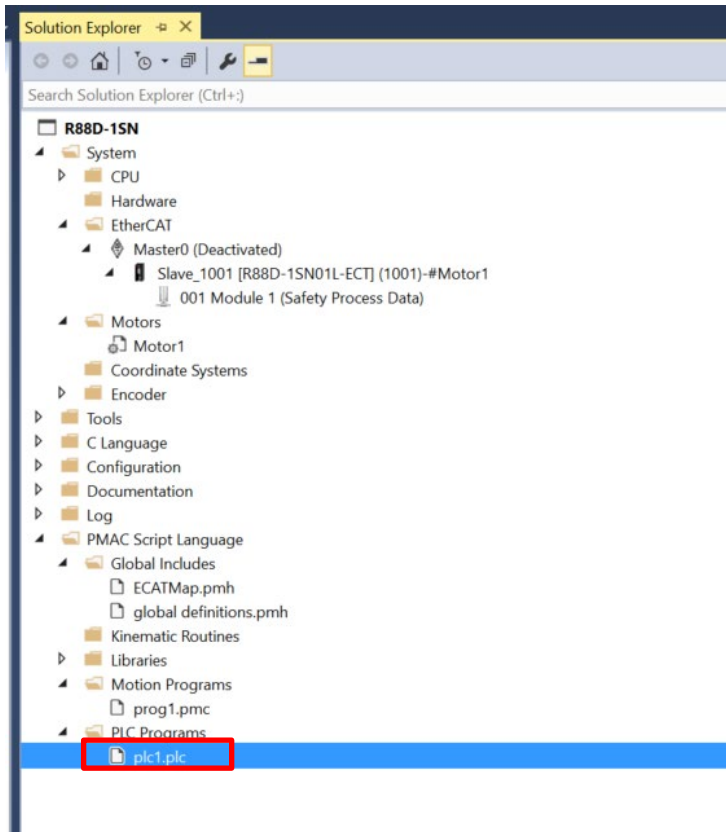 Solution Explorer
Search Solution Explorer (Ctrl+:)
R88D-1SN
System
CPU
Hardware
EtherCAT
Master0 (Deactivated)
Slave_1001 [R88D-1SN01L-ECT] (1001)-#Motor1
001 Module 1 (Safety Process Data)
Motors
Motor1
Coordinate Systems
Encoder
Tools
C Language
Configuration
Documentation
Log
PMAC Script Language
Global Includes
ECATMap.pmh
global definitions.pmh
Kinematic Routines
Libraries
Motion Programs
prog1.pmc
PLC Programs
plc1.plc